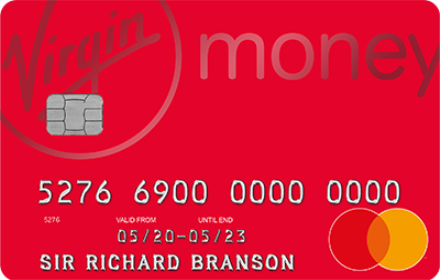 Virgin money
5276 6900 0000 0000
5276 VALID FROM UNTIL END
05/20-05/23
SIR RICHARD BRANSON